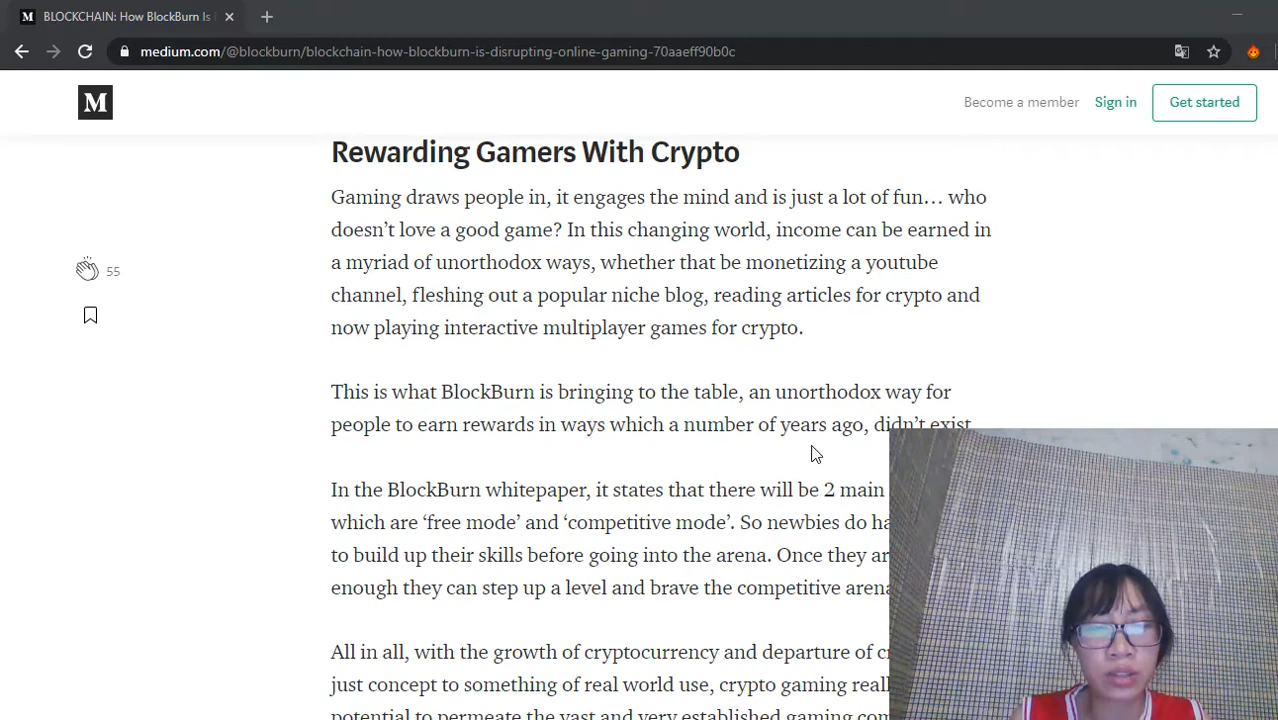 BLOCKCHAIN: How BlockBurn Is
medium.com/@blockburn/blockchain-how-blockburn-is-disrupting-online-gaming-70aaeff90b0c
M
Become a member
Sign in
Get started
Rewarding Gamers With Crypto
Gaming draws people in, it engages the mind and is just a lot of fun… who
doesn’t love a good game? In this changing world, income can be earned in
a myriad of unorthodox ways, whether that be monetizing a youtube
channel, fleshing out a popular niche blog, reading articles for crypto and
now playing interactive multiplayer games for crypto.
55
This is what BlockBurn is bringing to the table, an unorthodox way for
people to earn rewards in ways which a number of years ago, didn’t exist
In the BlockBurn whitepaper, it states that there will be 2 main
which are ‘free mode’ and ‘competitive mode’. So newbies do
to build up their skills before going into the arena. Once they
enough they can step up a level and brave the competitive arena
All in all, with the growth of cryptocurrency and departure of
just concept to something of real world use, crypto gaming
potential to permeate the vast and very established gaming